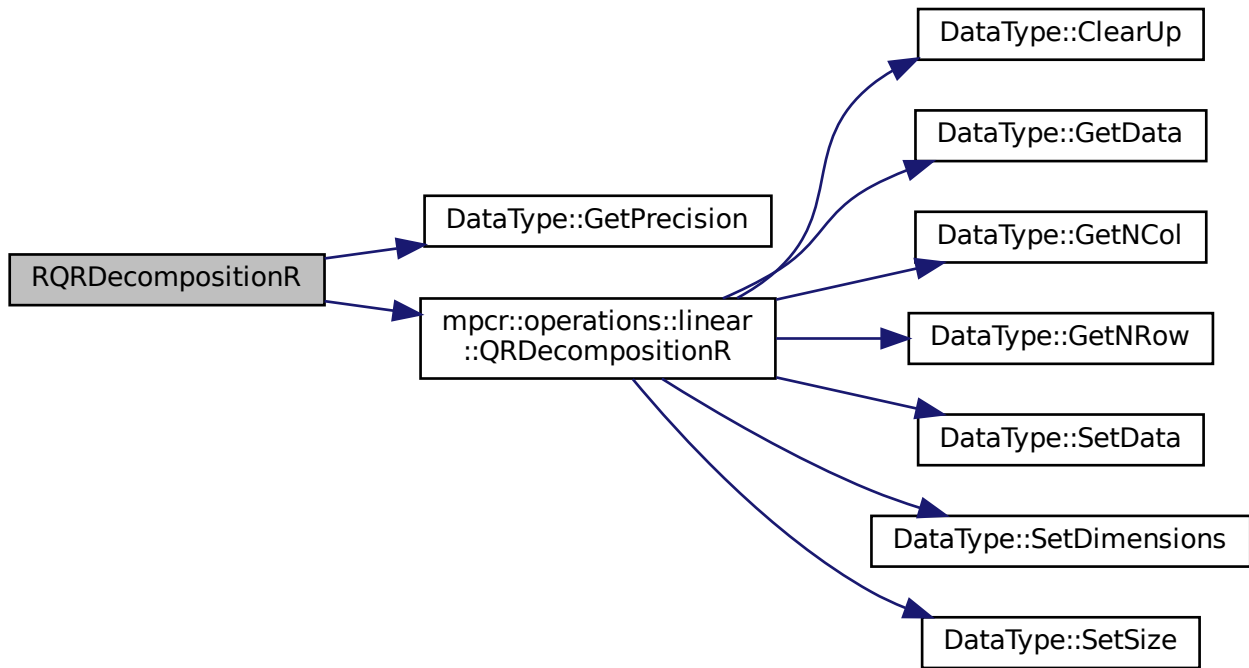 RQRDecompositionR
DataType::GetPrecision
mpcr::operations::linear
::QRDecompositionR
DataType::ClearUp
DataType::GetData
DataType::GetNCol
DataType::GetNRow
DataType::SetData
DataType::SetDimensions
DataType::SetSize